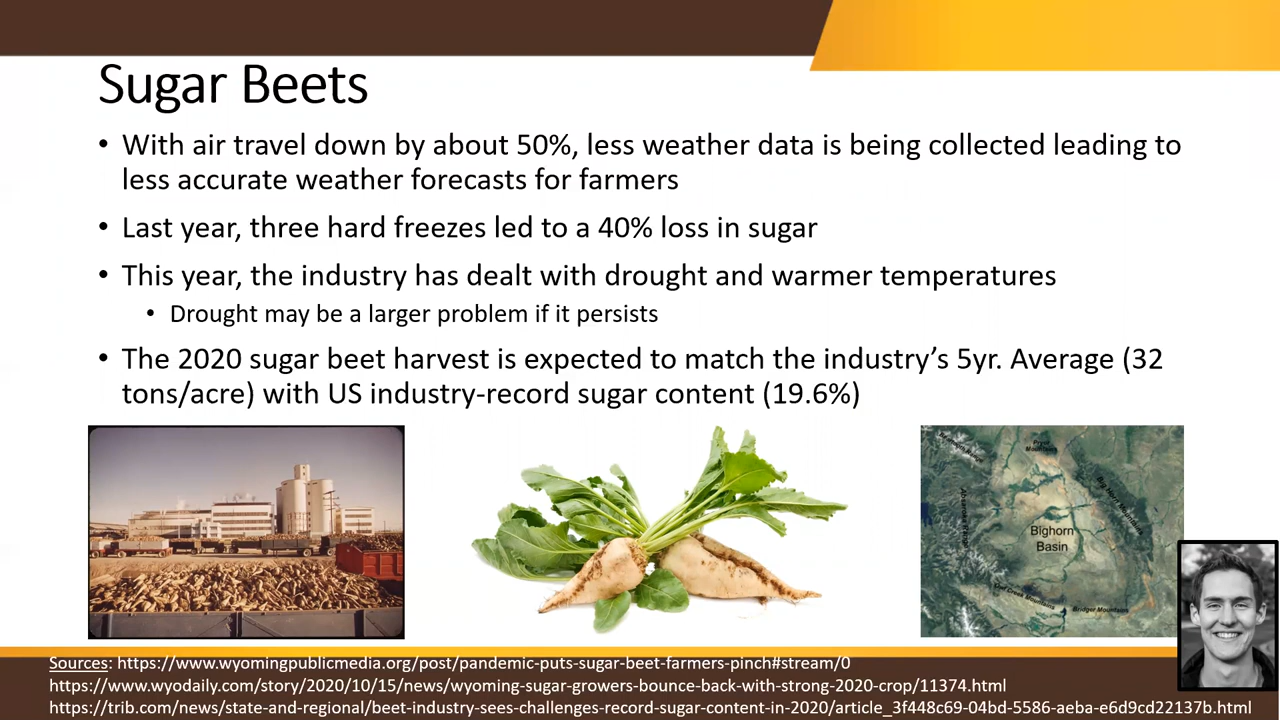 Sugar Beets
• With air travel down by about 50%, less weather data is being collected leading to
less accurate weather forecasts for farmers
• Last year, three hard freezes led to a 40% loss in sugar
• This year, the industry has dealt with drought and warmer temperatures
• Drought may be a larger problem if it persists
• The 2020 sugar beet harvest is expected to match the industry’s 5yr. Average (32
tons/acre) with US industry-record sugar content (19.6%)
Pryor
Mountains
Big Horn Mountains
Bighorn
Basin
Bridger Mountains
Sources: https://www.wyomingpublicmedia.org/post/pandemic-puts-sugar-beet-farmers-pinch#stream/0
https://www.wyodaily.com/story/2020/10/15/news/wyoming-sugar-growers-bounce-back-with-strong-2020-crop/11374.html
https://trib.com/news/state-and-regional/beet-industry-sees-challenges-record-sugar-content-in-2020/article_3f448c69-04bd-5586-aeba-e6d9cd22137b.html